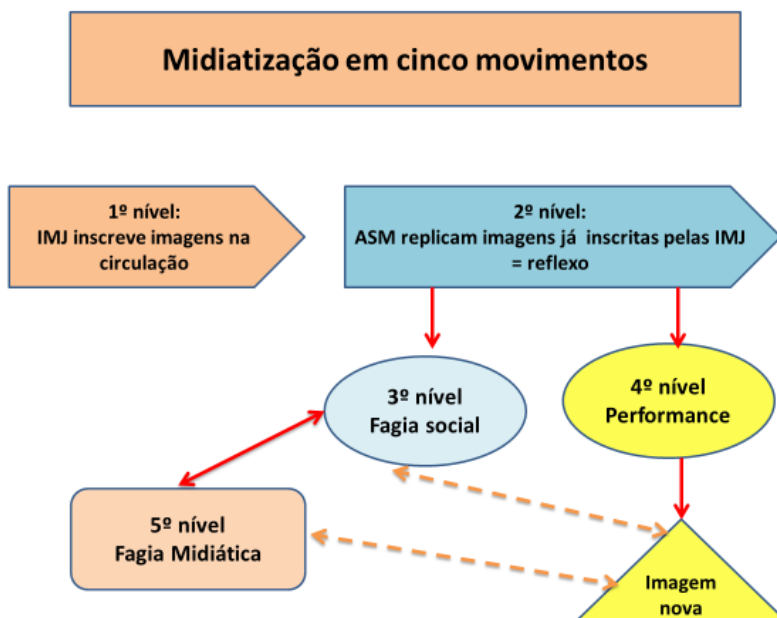 Midiatização em cinco movimentos
1º nível:
IMJ inscreve imagens na
circulação
2º nível:
ASM replicam imagens já inscritas pelas IMJ
= reflexo
3º nível
Fagia social
4º nível
Performance
5º nível
Fagia Midiática
Imagem
nova